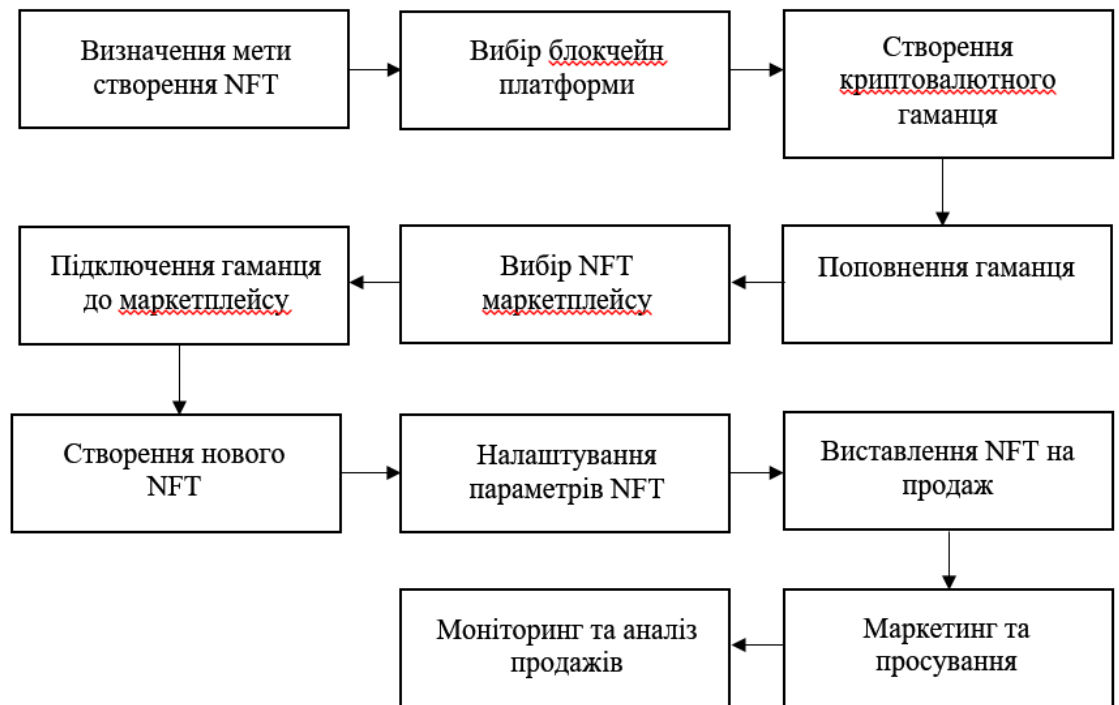 Визначення мети
створення NFT
Вибір блокчейн
платформи
Створення
криптовалютного
гаманця
Поповнення гаманця
Вибір NFT
маркетплейсу
Підключення гаманця
до маркетплейсу
Створення нового
NFT
Налаштування
параметрів NFT
Виставлення NFT на
продаж
Маркетинг та
просування
Моніторинг та аналіз
продажів